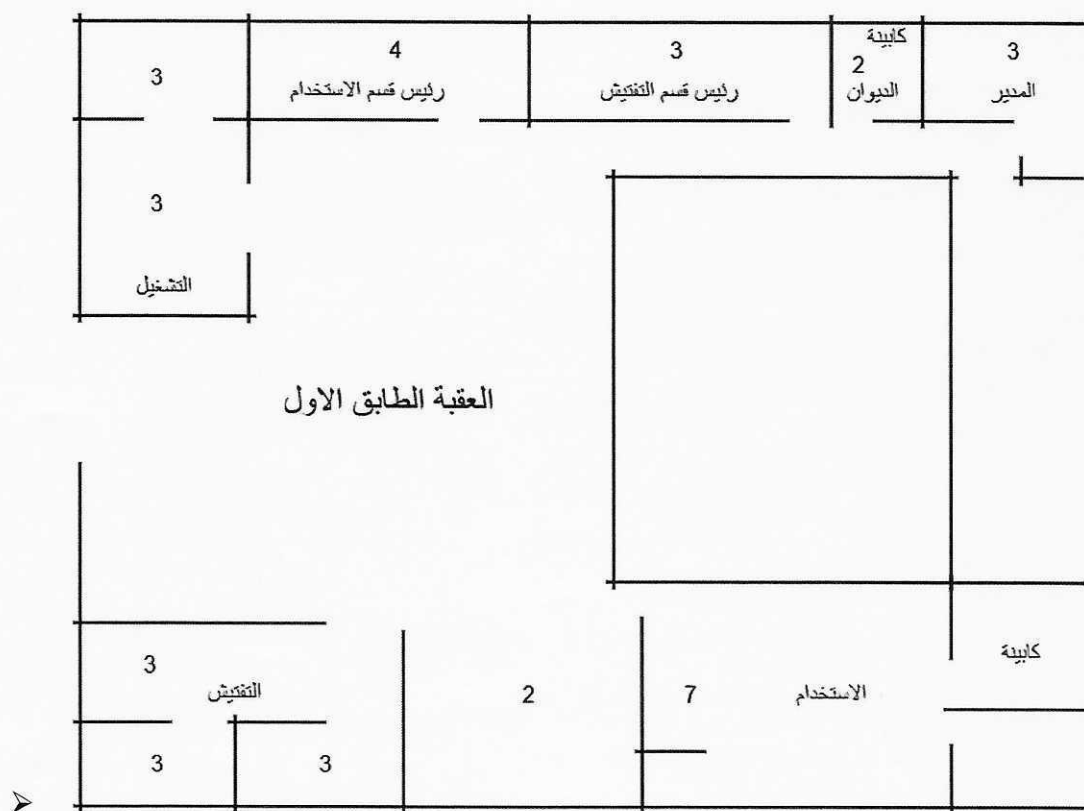 كابينة
3
المدير
2
الديوان
3
رئيس قسم التفتيش
4
رئيس قسم الاستخدام
3
3
التشغيل
العقبة الطابق الاول
كابينة
الاستخدام
7
2
3
التفتيش
3
3